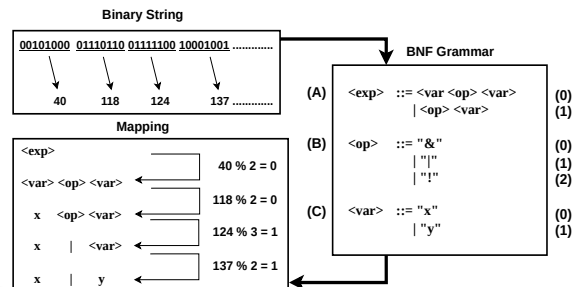 Binary String
00101000 01110110 01111100 10001001 .............
40 118 124 137 .............
BNF Grammar
(A) <exp> ::= <var <op> <var> (0)
| <op> <var> (1)
(B) <op> ::= "&" (0)
| "|" (1)
| "!" (2)
(C) <var> ::= "x" (0)
| "y" (1)
Mapping
<exp>
40 % 2 = 0
<var> <op> <var>
118 % 2 = 0
x <op> <var>
124 % 3 = 1
x | <var>
137 % 2 = 1
x | y